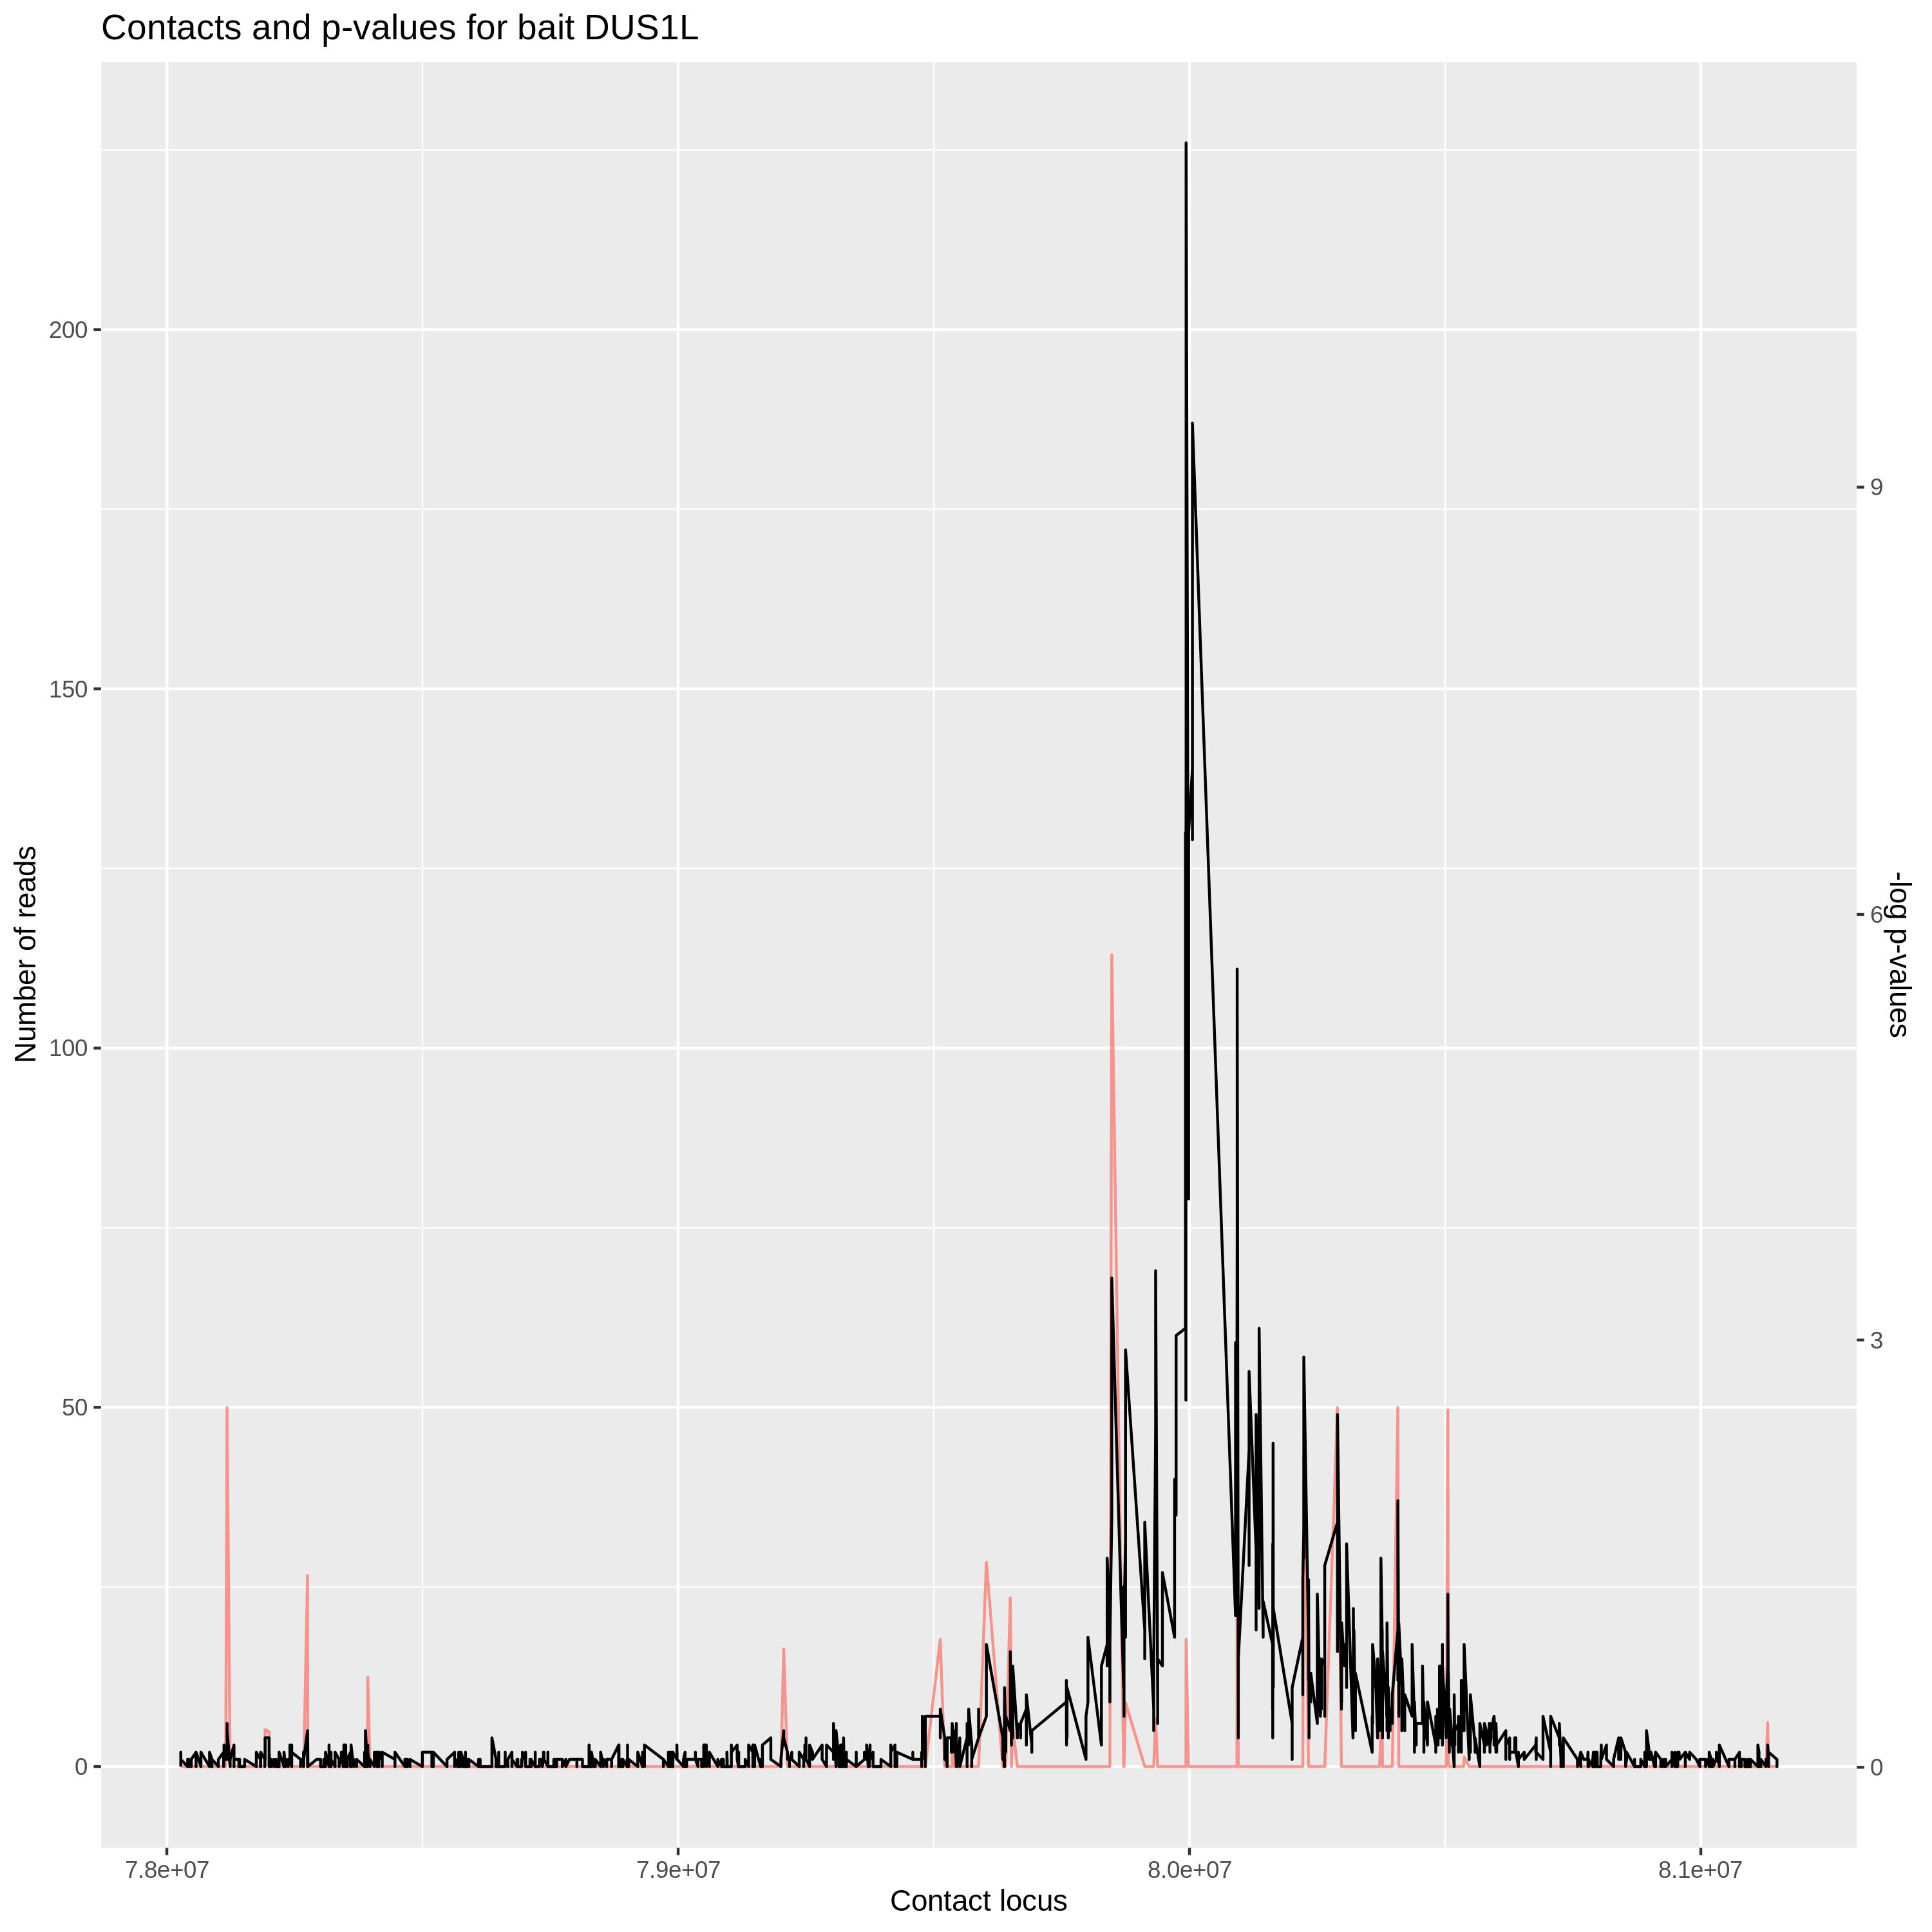 Contacts and p-values for bait DUS1L
Number of reads
200
150
100
50
0
9
6
3
0
-log p-values
7.8e+07
7.9e+07
8.0e+07
8.1e+07
Contact locus